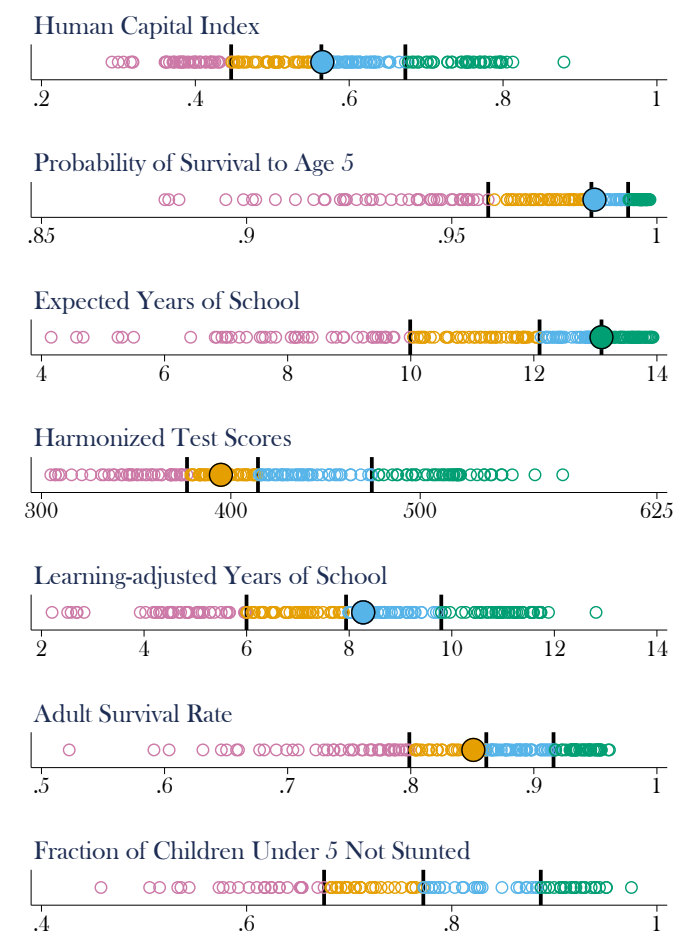 Human Capital Index
.2 .4 .6 .8 1
Probability of Survival to Age 5
.85 .9 .95 1
Expected Years of School
4 6 8 10 12 14
Harmonized Test Scores
300 400 500 625
Learning-adjusted Years of School
2 4 6 8 10 12 14
Adult Survival Rate
.5 .6 .7 .8 .9 1
Fraction of Children Under 5 Not Stunted
.4 .6 .8 1